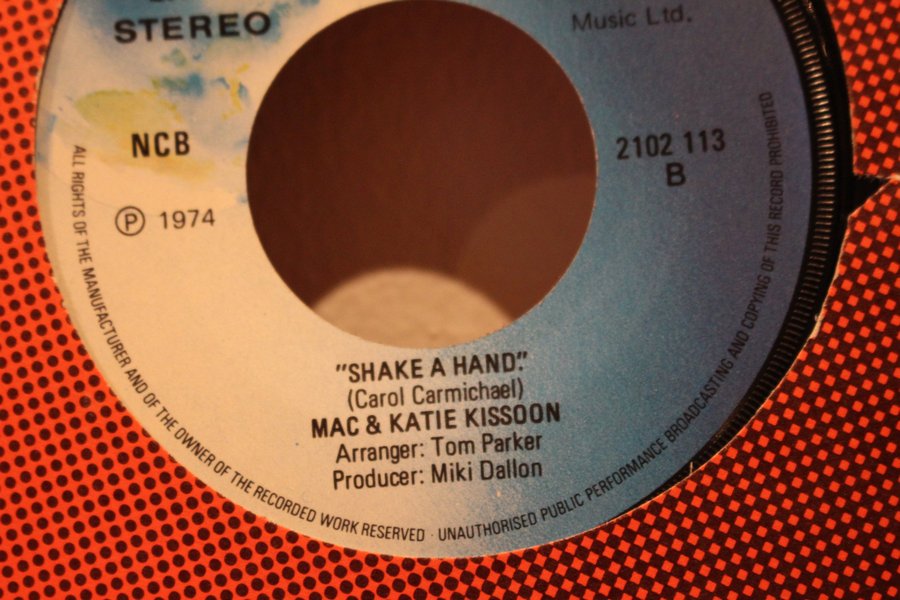 STEREO
Music Ltd.
NCB
2102 113
B
Ⓟ 1974
"SHAKE A HAND."
(Carol Carmichael)
MAC & KATIE KISSOON
Arranger: Tom Parker
Producer: Miki Dallon
ALL RIGHTS OF THE MANUFACTURER AND OF THE OWNER OF THE RECORDED WORK RESERVED · UNAUTHORISED PUBLIC PERFORMANCE BROADCASTING AND COPYING OF THIS RECORD PROHIBITED